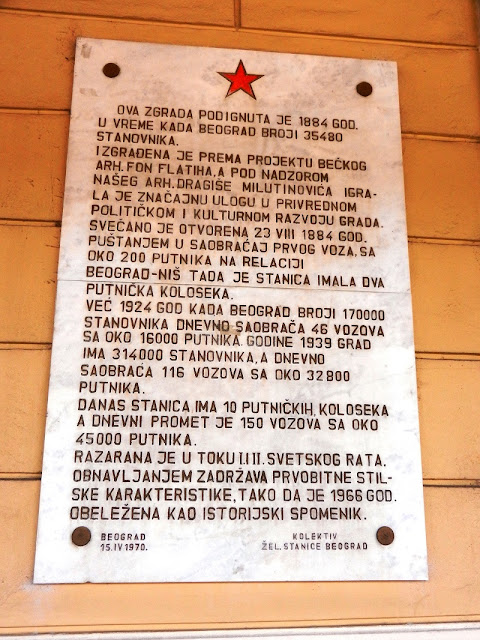 OVA ZGRADA PODIGNUTA JE 1884 GOD.
U VREME KADA BEOGRAD BROJI 35480
STANOVNIKA.
IZGRAĐENA JE PREMA PROJEKTU BEČKOG
ARH. FON FLATIHA, A POD NADZOROM
NAŠEG ARH. DRAGIŠE MILUTINOVIĆA IGRA-
LA JE ZNAČAJNU ULOGU U PRIVREDNOM
POLITIČKOM I KULTURNOM RAZVOJU GRADA.
SVEČANO JE OTVORENA 23 VIII 1884 GOD.
PUŠTANJEM U SAOBRAĆAJ PRVOG VOZA, SA
OKO 200 PUTNIKA NA RELACIJI
BEOGRAD-NIŠ TADA JE STANICA IMALA DVA
PUTNIČKA KOLOSEKA.
VEĆ 1924 GOD KADA BEOGRAD BROJI 170000
STANOVNIKA DNEVNO SAOBRAĆA 46 VOZOVA
SA OKO 16000 PUTNIKA. GODINE 1939 GRAD
IMA 314000 STANOVNIKA, A DNEVNO
SAOBRAĆA 116 VOZOVA SA OKO 32800
PUTNIKA.
DANAS STANICA IMA 10 PUTNIČKIH, KOLOSEKA
A DNEVNI PROMET JE 150 VOZOVA SA OKO
45000 PUTNIKA.
RAZARANA JE U TOKU I.I II. SVETSKOG RATA.
OBNAVLJANJEM ZADRŽAVA PRVOBITNE STIL-
SKE KARAKTERISTIKE, TAKO DA JE 1966 GOD.
OBELEŽENA KAO ISTORIJSKI SPOMENIK.
BEOGRAD
15. IV 1970.
KOLEKTIV
ŽEL. STANICE BEOGRAD